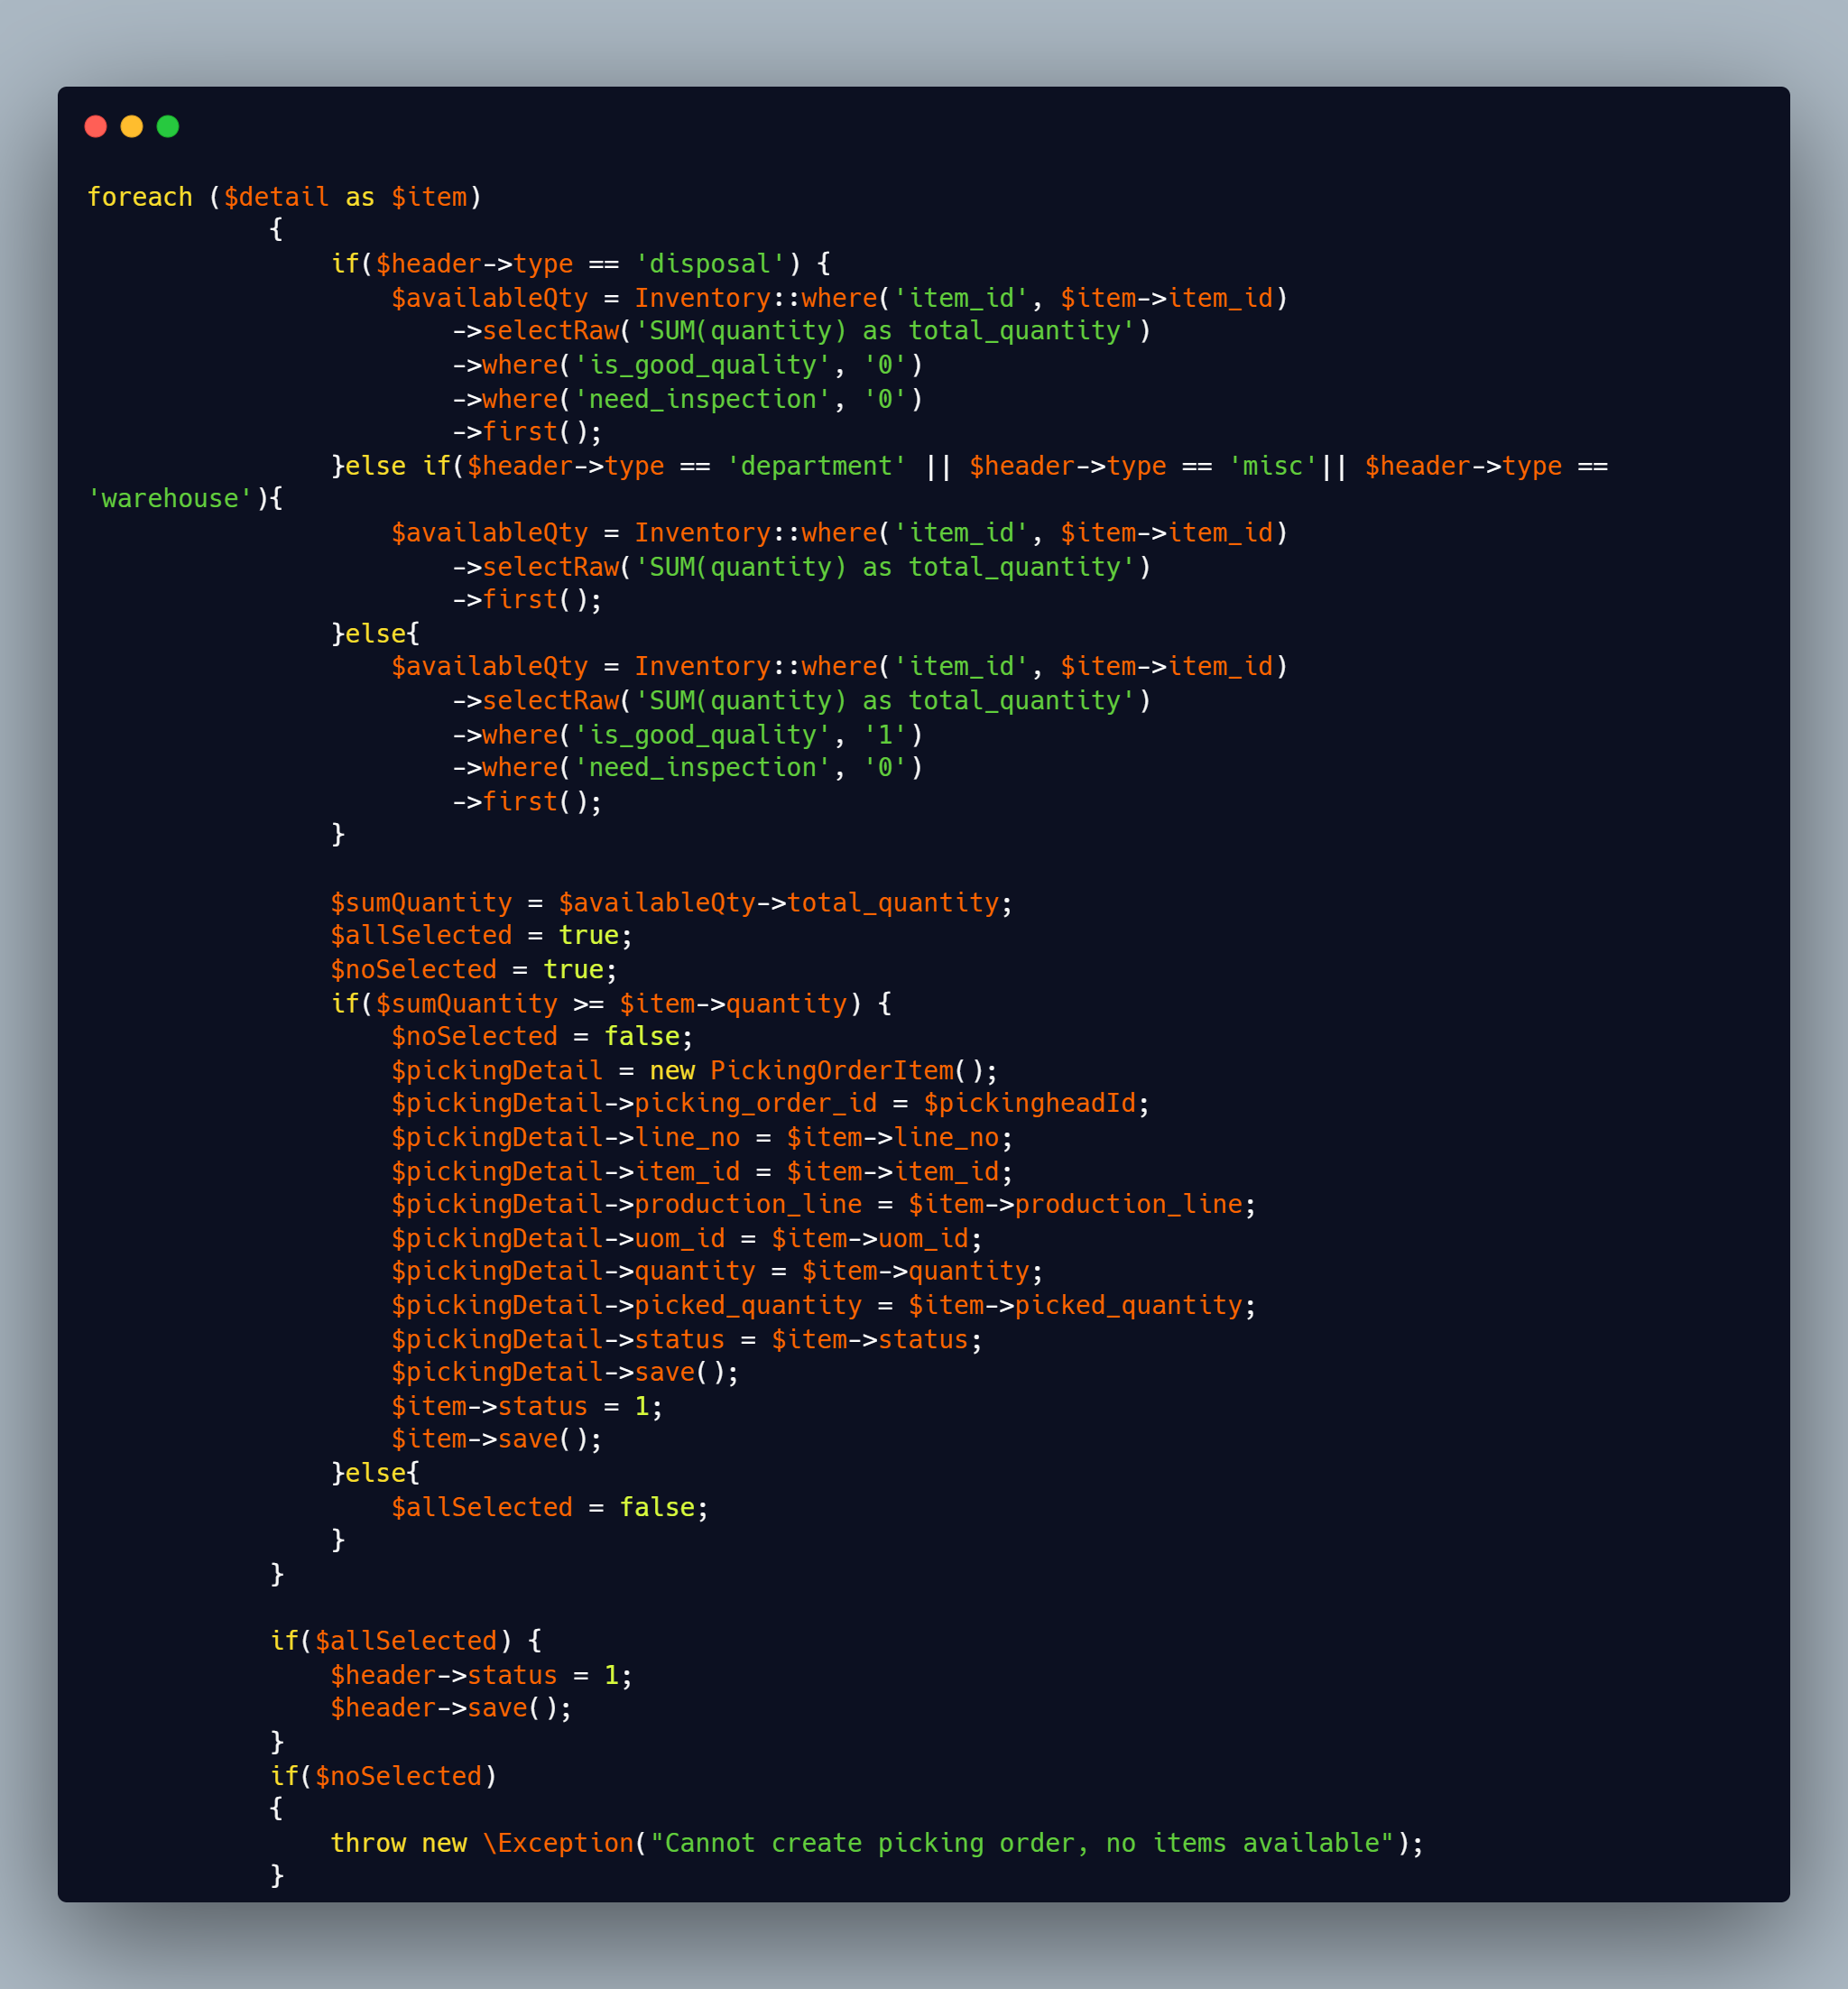 foreach ($detail as $item)
            {
                if($header->type == 'disposal') {
                    $availableQty = Inventory::where('item_id', $item->item_id)
                        ->selectRaw('SUM(quantity) as total_quantity')
                        ->where('is_good_quality', '0')
                        ->where('need_inspection', '0')
                        ->first();
                }else if($header->type == 'department' || $header->type == 'misc'|| $header->type ==
'warehouse'){
                    $availableQty = Inventory::where('item_id', $item->item_id)
                        ->selectRaw('SUM(quantity) as total_quantity')
                        ->first();
                }else{
                    $availableQty = Inventory::where('item_id', $item->item_id)
                        ->selectRaw('SUM(quantity) as total_quantity')
                        ->where('is_good_quality', '1')
                        ->where('need_inspection', '0')
                        ->first();
                }

                $sumQuantity = $availableQty->total_quantity;
                $allSelected = true;
                $noSelected = true;
                if($sumQuantity >= $item->quantity) {
                    $noSelected = false;
                    $pickingDetail = new PickingOrderItem();
                    $pickingDetail->picking_order_id = $pickingheadId;
                    $pickingDetail->line_no = $item->line_no;
                    $pickingDetail->item_id = $item->item_id;
                    $pickingDetail->production_line = $item->production_line;
                    $pickingDetail->uom_id = $item->uom_id;
                    $pickingDetail->quantity = $item->quantity;
                    $pickingDetail->picked_quantity = $item->picked_quantity;
                    $pickingDetail->status = $item->status;
                    $pickingDetail->save();
                    $item->status = 1;
                    $item->save();
                }else{
                    $allSelected = false;
                }
            }

            if($allSelected) {
                $header->status = 1;
                $header->save();
            }
            if($noSelected)
            {
                throw new \Exception("Cannot create picking order, no items available");
            }